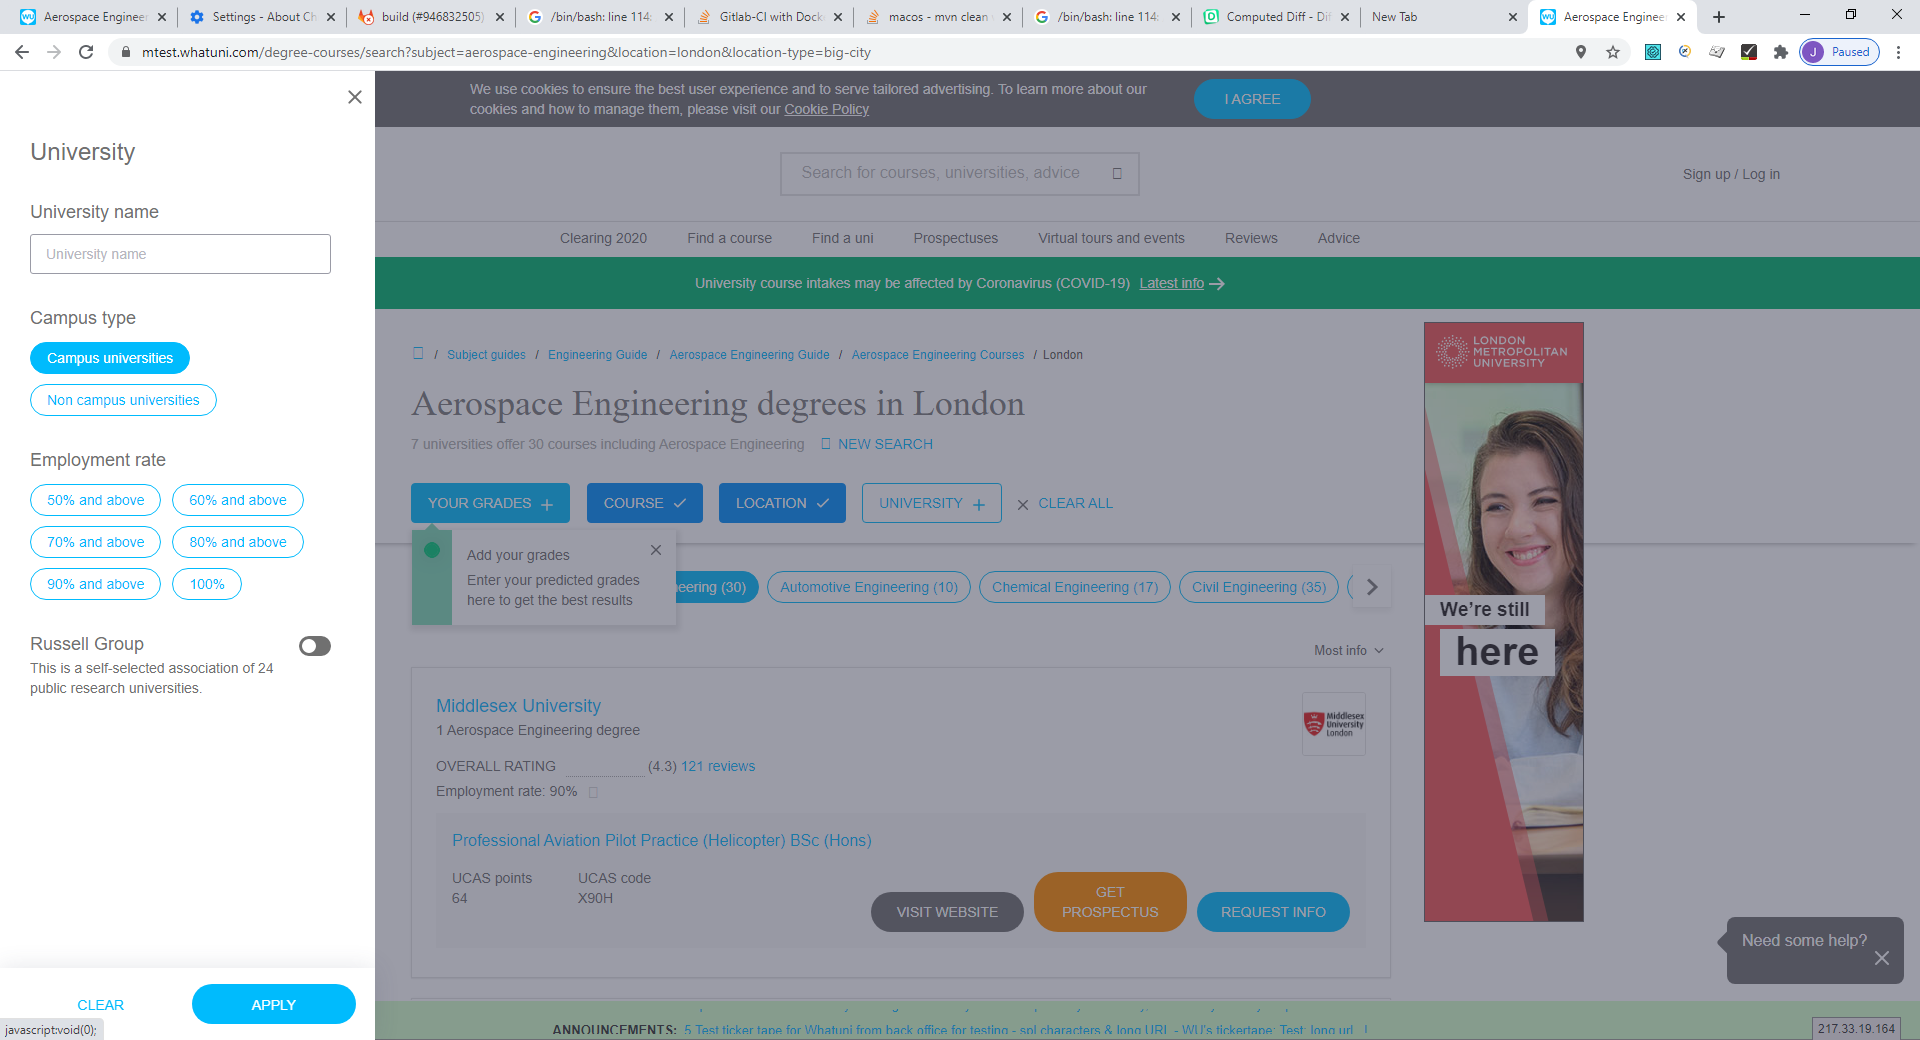 Aerospace Engineer
Settings - About Ch
build (#946832505)
/bin/bash: line 114:
Gitlab-CI with Dock
macos - mvn clean
/bin/bash: line 114:
Computed Diff - Dif
New Tab
Aerospace Engineer
mtest.whatuni.com/degree-courses/search?subject=aerospace-engineering&location=london&location-type=big-city
J Paused
University
University name
University name
Campus type
Campus universities
Non campus universities
Employment rate
50% and above
60% and above
70% and above
80% and above
90% and above
100%
Russell Group
This is a self-selected association of 24
public research universities.
CLEAR
APPLY
javascript:void(0);
We use cookies to ensure the best user experience and to serve tailored advertising. To learn more about our
cookies and how to manage them, please visit our Cookie Policy
I AGREE
Search for courses, universities, advice
Sign up / Log in
Clearing 2020
Find a course
Find a uni
Prospectuses
Virtual tours and events
Reviews
Advice
University course intakes may be affected by Coronavirus (COVID-19) Latest info
/ Subject guides / Engineering Guide / Aerospace Engineering Guide / Aerospace Engineering Courses / London
Aerospace Engineering degrees in London
7 universities offer 30 courses including Aerospace Engineering
NEW SEARCH
YOUR GRADES
COURSE
LOCATION
UNIVERSITY
CLEAR ALL
Add your grades
Enter your predicted grades
here to get the best results
neering (30)
Automotive Engineering (10)
Chemical Engineering (17)
Civil Engineering (35)
Most info
Middlesex University
1 Aerospace Engineering degree
OVERALL RATING (4.3) 121 reviews
Employment rate: 90%
Middlesex
University
London
Professional Aviation Pilot Practice (Helicopter) BSc (Hons)
UCAS points
64
UCAS code
X90H
VISIT WEBSITE
GET
PROSPECTUS
REQUEST INFO
LONDON
METROPOLITAN
UNIVERSITY
We're still
here
Need some help?
ANNOUNCEMENTS: 5 Test ticker tape for Whatuni from back office for testing - spl characters & long URL - WU's tickertape: Test: long url
217.33.19.164